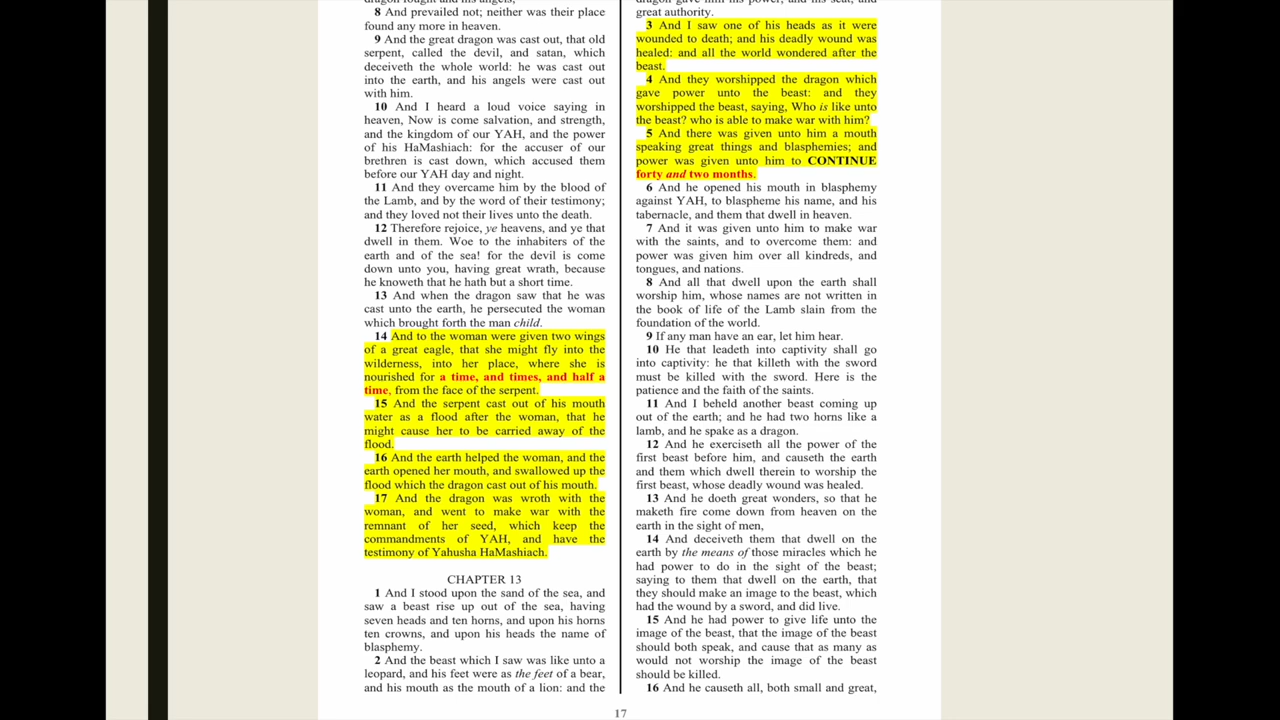 dragon fought and his angels,
8 And prevailed not; neither was their place
found any more in heaven.
9 And the great dragon was cast out, that old
serpent, called the devil, and satan, which
deceiveth the whole world: he was cast out
into the earth, and his angels were cast out
with him.
10 And I heard a loud voice saying in
heaven, Now is come salvation, and strength,
and the kingdom of our YAH, and the power
of his HaMashiach: for the accuser of our
brethren is cast down, which accused them
before our YAH day and night.
11 And they overcame him by the blood of
the Lamb, and by the word of their testimony;
and they loved not their lives unto the death.
12 Therefore rejoice, ye heavens, and ye that
dwell in them. Woe to the inhabiters of the
earth and of the sea! for the devil is come
down unto you, having great wrath, because
he knoweth that he hath but a short time.
13 And when the dragon saw that he was
cast unto the earth, he persecuted the woman
which brought forth the man child.
14 And to the woman were given two wings
of a great eagle, that she might fly into the
wilderness, into her place, where she is
nourished for a time, and times, and half a
time, from the face of the serpent.
15 And the serpent cast out of his mouth
water as a flood after the woman, that he
might cause her to be carried away of the
flood.
16 And the earth helped the woman, and the
earth opened her mouth, and swallowed up the
flood which the dragon cast out of his mouth.
17 And the dragon was wroth with the
woman, and went to make war with the
remnant of her seed, which keep the
commandments of YAH, and have the
testimony of Yahusha HaMashiach.
CHAPTER 13
1 And I stood upon the sand of the sea, and
saw a beast rise up out of the sea, having
seven heads and ten horns, and upon his horns
ten crowns, and upon his heads the name of
blasphemy.
2 And the beast which I saw was like unto a
leopard, and his feet were as the feet of a bear,
and his mouth as the mouth of a lion: and the
dragon gave him his power, and his seat, and
great authority.
3 And I saw one of his heads as it were
wounded to death; and his deadly wound was
healed: and all the world wondered after the
beast.
4 And they worshipped the dragon which
gave power unto the beast: and they
worshipped the beast, saying, Who is like unto
the beast? who is able to make war with him?
5 And there was given unto him a mouth
speaking great things and blasphemies; and
power was given unto him to CONTINUE
forty and two months.
6 And he opened his mouth in blasphemy
against YAH, to blaspheme his name, and his
tabernacle, and them that dwell in heaven.
7 And it was given unto him to make war
with the saints, and to overcome them: and
power was given him over all kindreds, and
tongues, and nations.
8 And all that dwell upon the earth shall
worship him, whose names are not written in
the book of life of the Lamb slain from the
foundation of the world.
9 If any man have an ear, let him hear.
10 He that leadeth into captivity shall go
into captivity: he that killeth with the sword
must be killed with the sword. Here is the
patience and the faith of the saints.
11 And I beheld another beast coming up
out of the earth; and he had two horns like a
lamb, and he spake as a dragon.
12 And he exerciseth all the power of the
first beast before him, and causeth the earth
and them which dwell therein to worship the
first beast, whose deadly wound was healed.
13 And he doeth great wonders, so that he
maketh fire come down from heaven on the
earth in the sight of men,
14 And deceiveth them that dwell on the
earth by the means of those miracles which he
had power to do in the sight of the beast;
saying to them that dwell on the earth, that
they should make an image to the beast, which
had the wound by a sword, and did live.
15 And he had power to give life unto the
image of the beast, that the image of the beast
should both speak, and cause that as many as
would not worship the image of the beast
should be killed.
16 And he causeth all, both small and great,
17